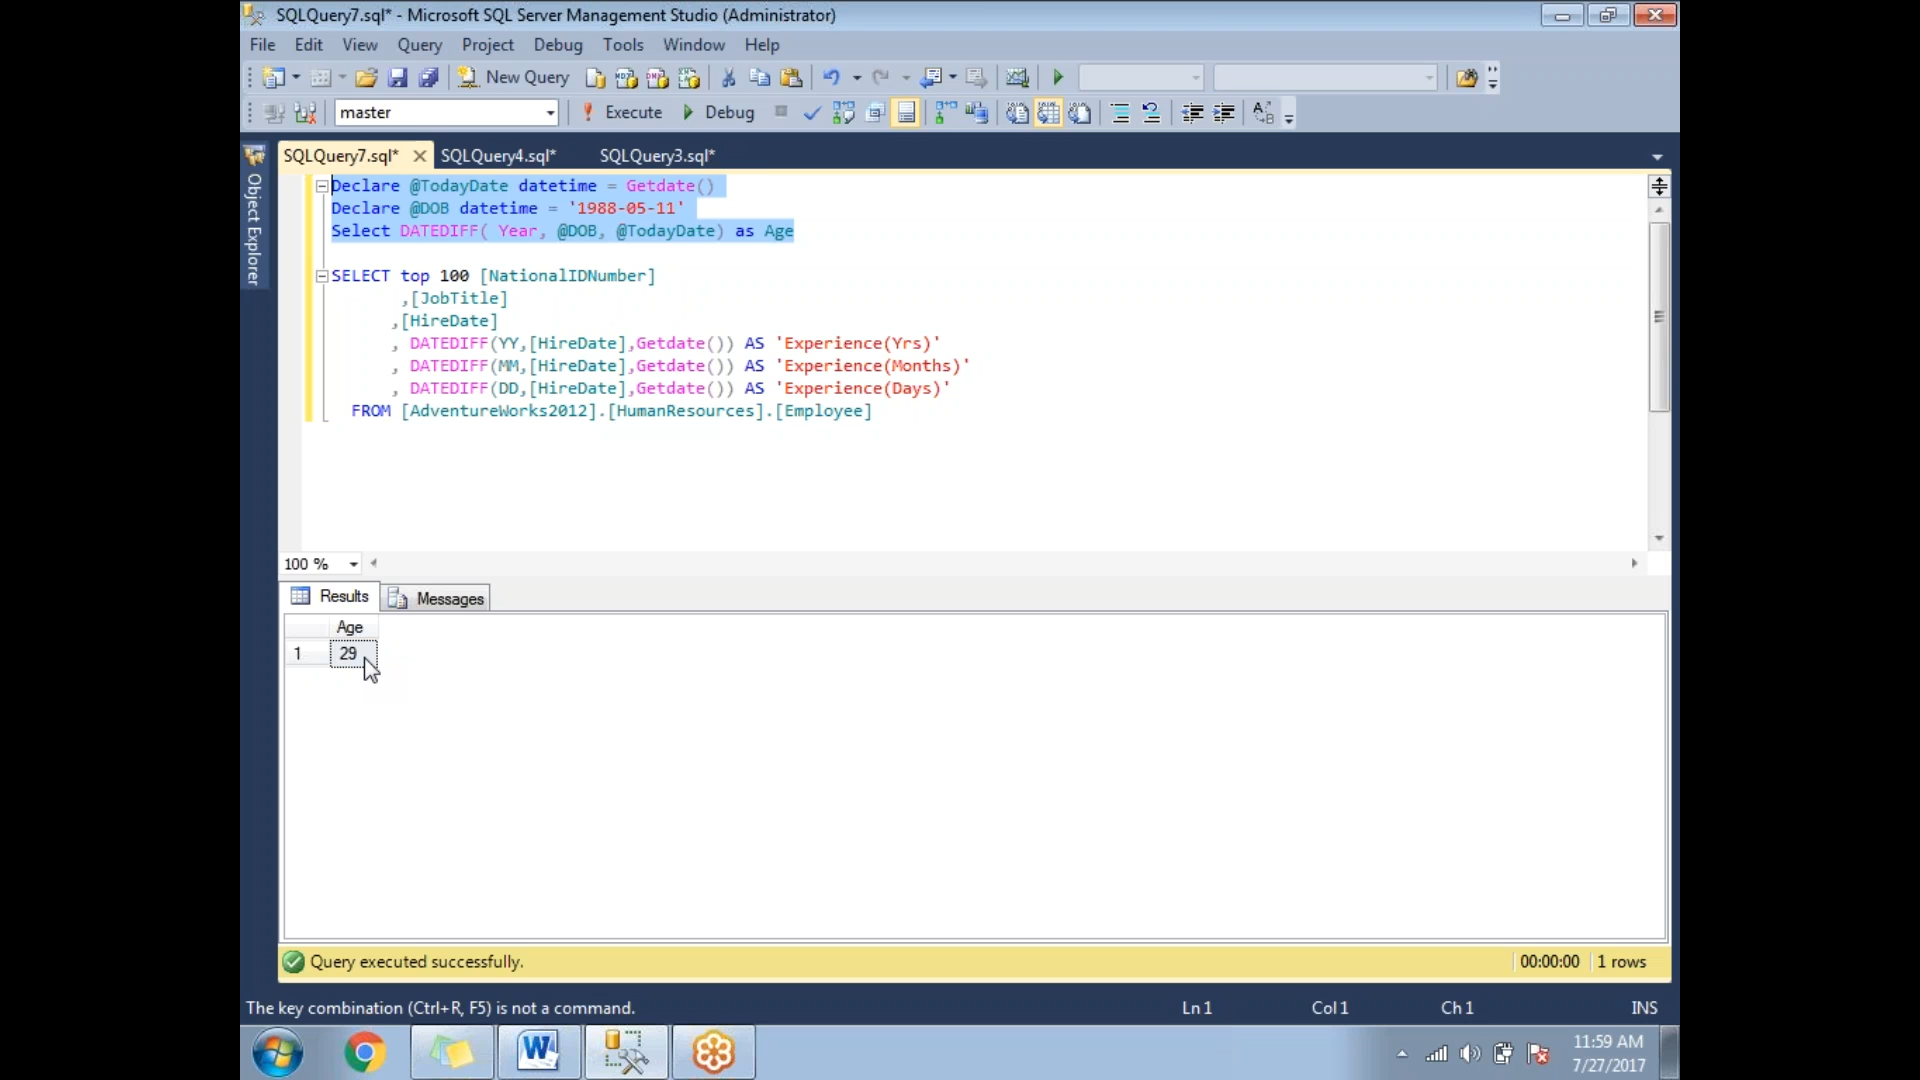 SQLQuery7.sql* - Microsoft SQL Server Management Studio (Administrator)
File Edit View Query Project Debug Tools Window Help
New Query
master Execute Debug
Object Explorer
SQLQuery7.sql* SQLQuery4.sql* SQLQuery3.sql*
Declare @TodayDate datetime = Getdate()
Declare @DOB datetime = '1988-05-11'
Select DATEDIFF( Year, @DOB, @TodayDate) as Age
SELECT top 100 [NationalIDNumber]
,[JobTitle]
,[HireDate]
, DATEDIFF(YY,[HireDate],Getdate()) AS 'Experience(Yrs)'
, DATEDIFF(MM,[HireDate],Getdate()) AS 'Experience(Months)'
, DATEDIFF(DD,[HireDate],Getdate()) AS 'Experience(Days)'
FROM [AdventureWorks2012].[HumanResources].[Employee]
100 %
Results Messages
Age
1 29
Query executed successfully. 00:00:00 1 rows
The key combination (Ctrl+R, F5) is not a command. Ln 1 Col 1 Ch 1 INS
11:59 AM
7/27/2017